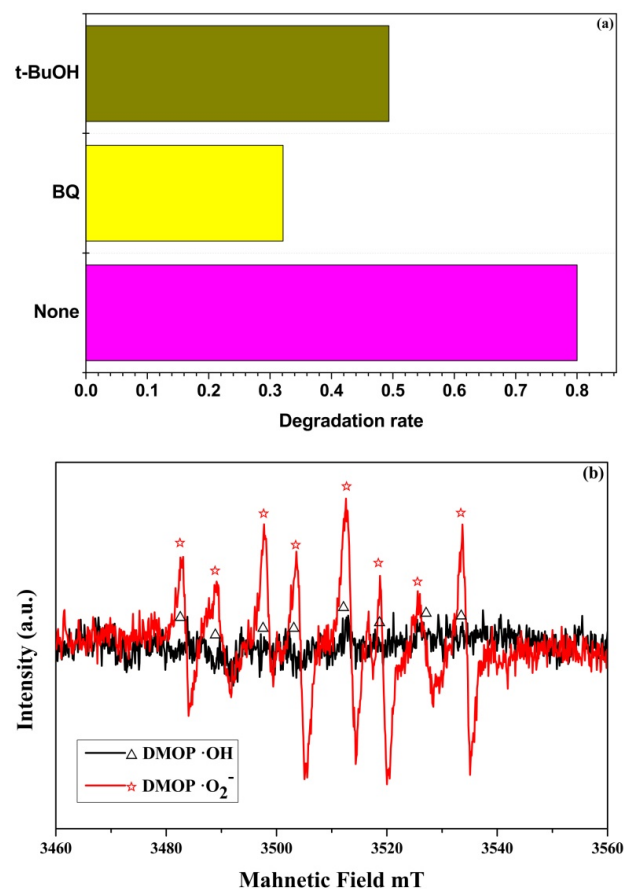 (a)
t-BuOH
BQ
None
0.0 0.1 0.2 0.3 0.4 0.5 0.6 0.7 0.8
Degradation rate
(b)
Intensity (a.u.)
DMOP ·OH
DMOP ·O₂⁻
3460 3480 3500 3520 3540 3560
Mahnetic Field mT